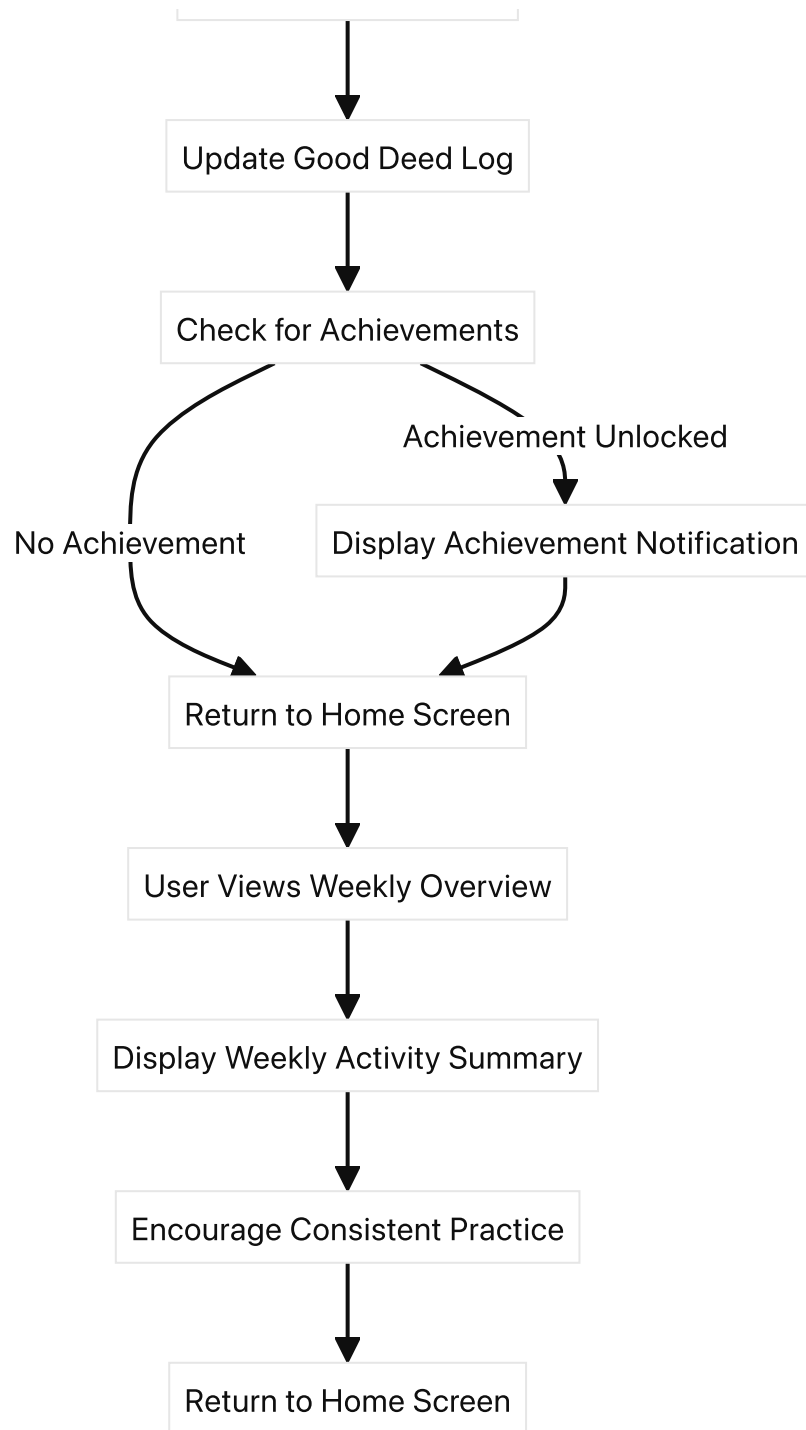 Update Good Deed Log
Check for Achievements
Achievement Unlocked
No Achievement
Display Achievement Notification
Return to Home Screen
User Views Weekly Overview
Display Weekly Activity Summary
Encourage Consistent Practice
Return to Home Screen